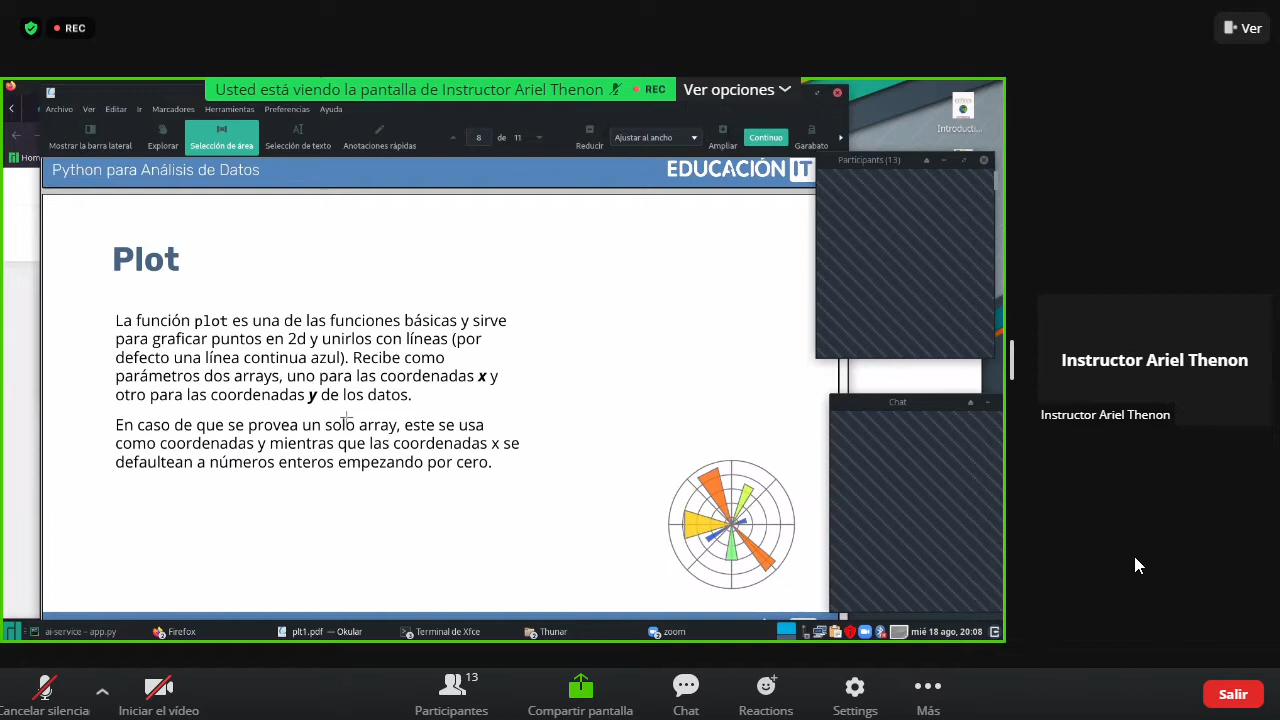 REC
Ver
Usted está viendo la pantalla de Instructor Ariel Thenon
REC
Ver opciones
Archivo Ver Editar Ir Marcadores Herramientas Preferencias Ayuda
Mostrar la barra lateral
Explorar
Selección de área
Selección de texto
Anotaciones rápidas
8 de 11
Reducir
Ajustar al ancho
Ampliar
Continuo
Garabato
Introducti...
Hom
Python para Análisis de Datos
EDUCACIÓN IT
Participants (13)
Plot
La función plot es una de las funciones básicas y sirve
para graficar puntos en 2d y unirlos con líneas (por
defecto una línea continua azul). Recibe como
parámetros dos arrays, uno para las coordenadas x y
otro para las coordenadas y de los datos.
En caso de que se provea un solo array, este se usa
como coordenadas y mientras que las coordenadas x se
defaultean a números enteros empezando por cero.
Chat
Instructor Ariel Thenon
Instructor Ariel Thenon
ai-service – app.py
Firefox
plt1.pdf — Okular
Terminal de Xfce
Thunar
zoom
mié 18 ago, 20:08
Cancelar silencia
Iniciar el vídeo
13
Participantes
Compartir pantalla
Chat
Reactions
Settings
Más
Salir